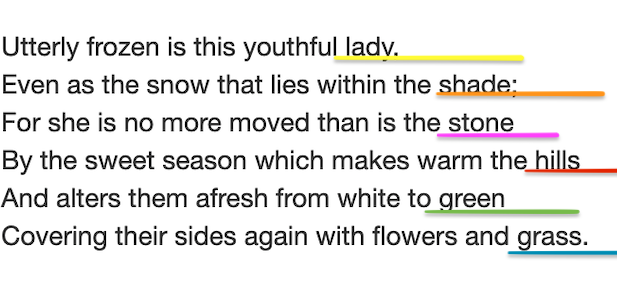 Utterly frozen is this youthful lady.
Even as the snow that lies within the shade;
For she is no more moved than is the stone
By the sweet season which makes warm the hills
And alters them afresh from white to green
Covering their sides again with flowers and grass.